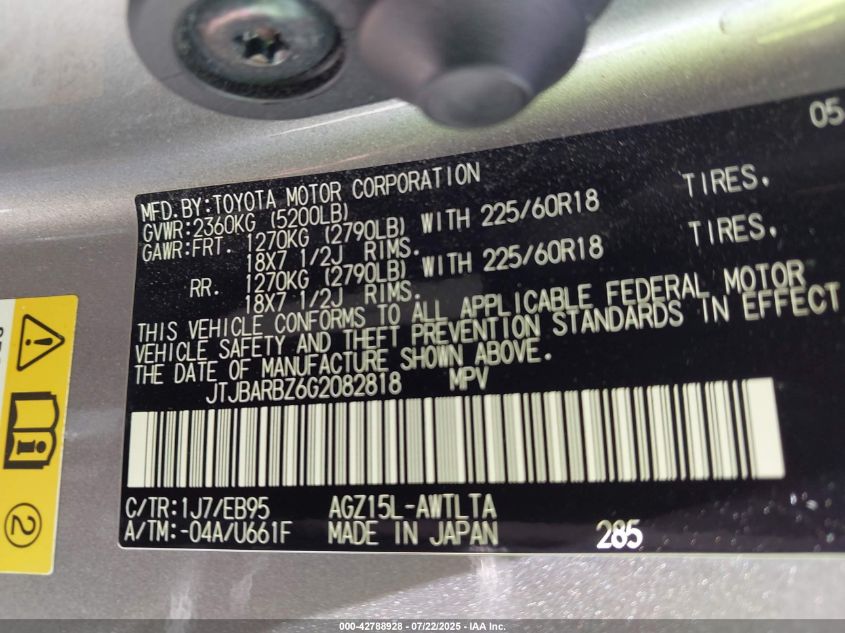 05
MFD.BY:TOYOTA MOTOR CORPORATION
GVWR:2360KG (5200LB)
GAWR:FRT. 1270KG (2790LB) WITH 225/60R18 TIRES.
18X7 1/2J RIMS.
RR. 1270KG (2790LB) WITH 225/60R18 TIRES.
18X7 1/2J RIMS.
THIS VEHICLE CONFORMS TO ALL APPLICABLE FEDERAL MOTOR
VEHICLE SAFETY AND THEFT PREVENTION STANDARDS IN EFFECT
THE DATE OF MANUFACTURE SHOWN ABOVE.
JTJBARBZ6G2082818 MPV
C/TR:1J7/EB95 AGZ15L-AWTLTA
A/TM:-04A/U661F MADE IN JAPAN 285
2
000-42788928 - 07/22/2025 - IAA Inc.